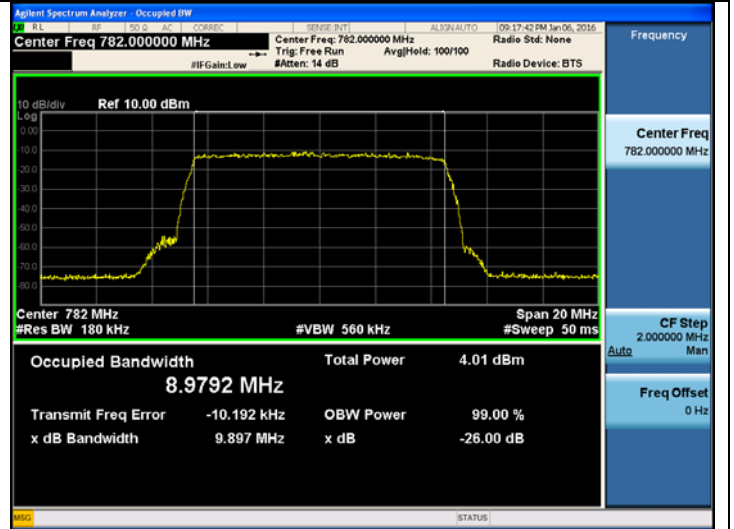 Agilent Spectrum Analyzer - Occupied BW
RL RF 50 Ω AC CORREC SENSE:INT ALIGN AUTO 09:17:42 PM Jan 06, 2016
Center Freq 782.000000 MHz
Center Freq: 782.000000 MHz Radio Std: None
Trig: Free Run Avg|Hold: 100/100
#IFGain:Low #Atten: 14 dB Radio Device: BTS
10 dB/div Ref 10.00 dBm
Log
0.00
-10.0
-20.0
-30.0
-40.0
-50.0
-60.0
-70.0
-80.0
Center 782 MHz Span 20 MHz
#Res BW 180 kHz #VBW 560 kHz #Sweep 50 ms
Occupied Bandwidth Total Power 4.01 dBm
8.9792 MHz
Transmit Freq Error -10.192 kHz OBW Power 99.00 %
x dB Bandwidth 9.897 MHz x dB -26.00 dB
Frequency
Center Freq
782.000000 MHz
CF Step
2.000000 MHz
Auto Man
Freq Offset
0 Hz
MSG STATUS